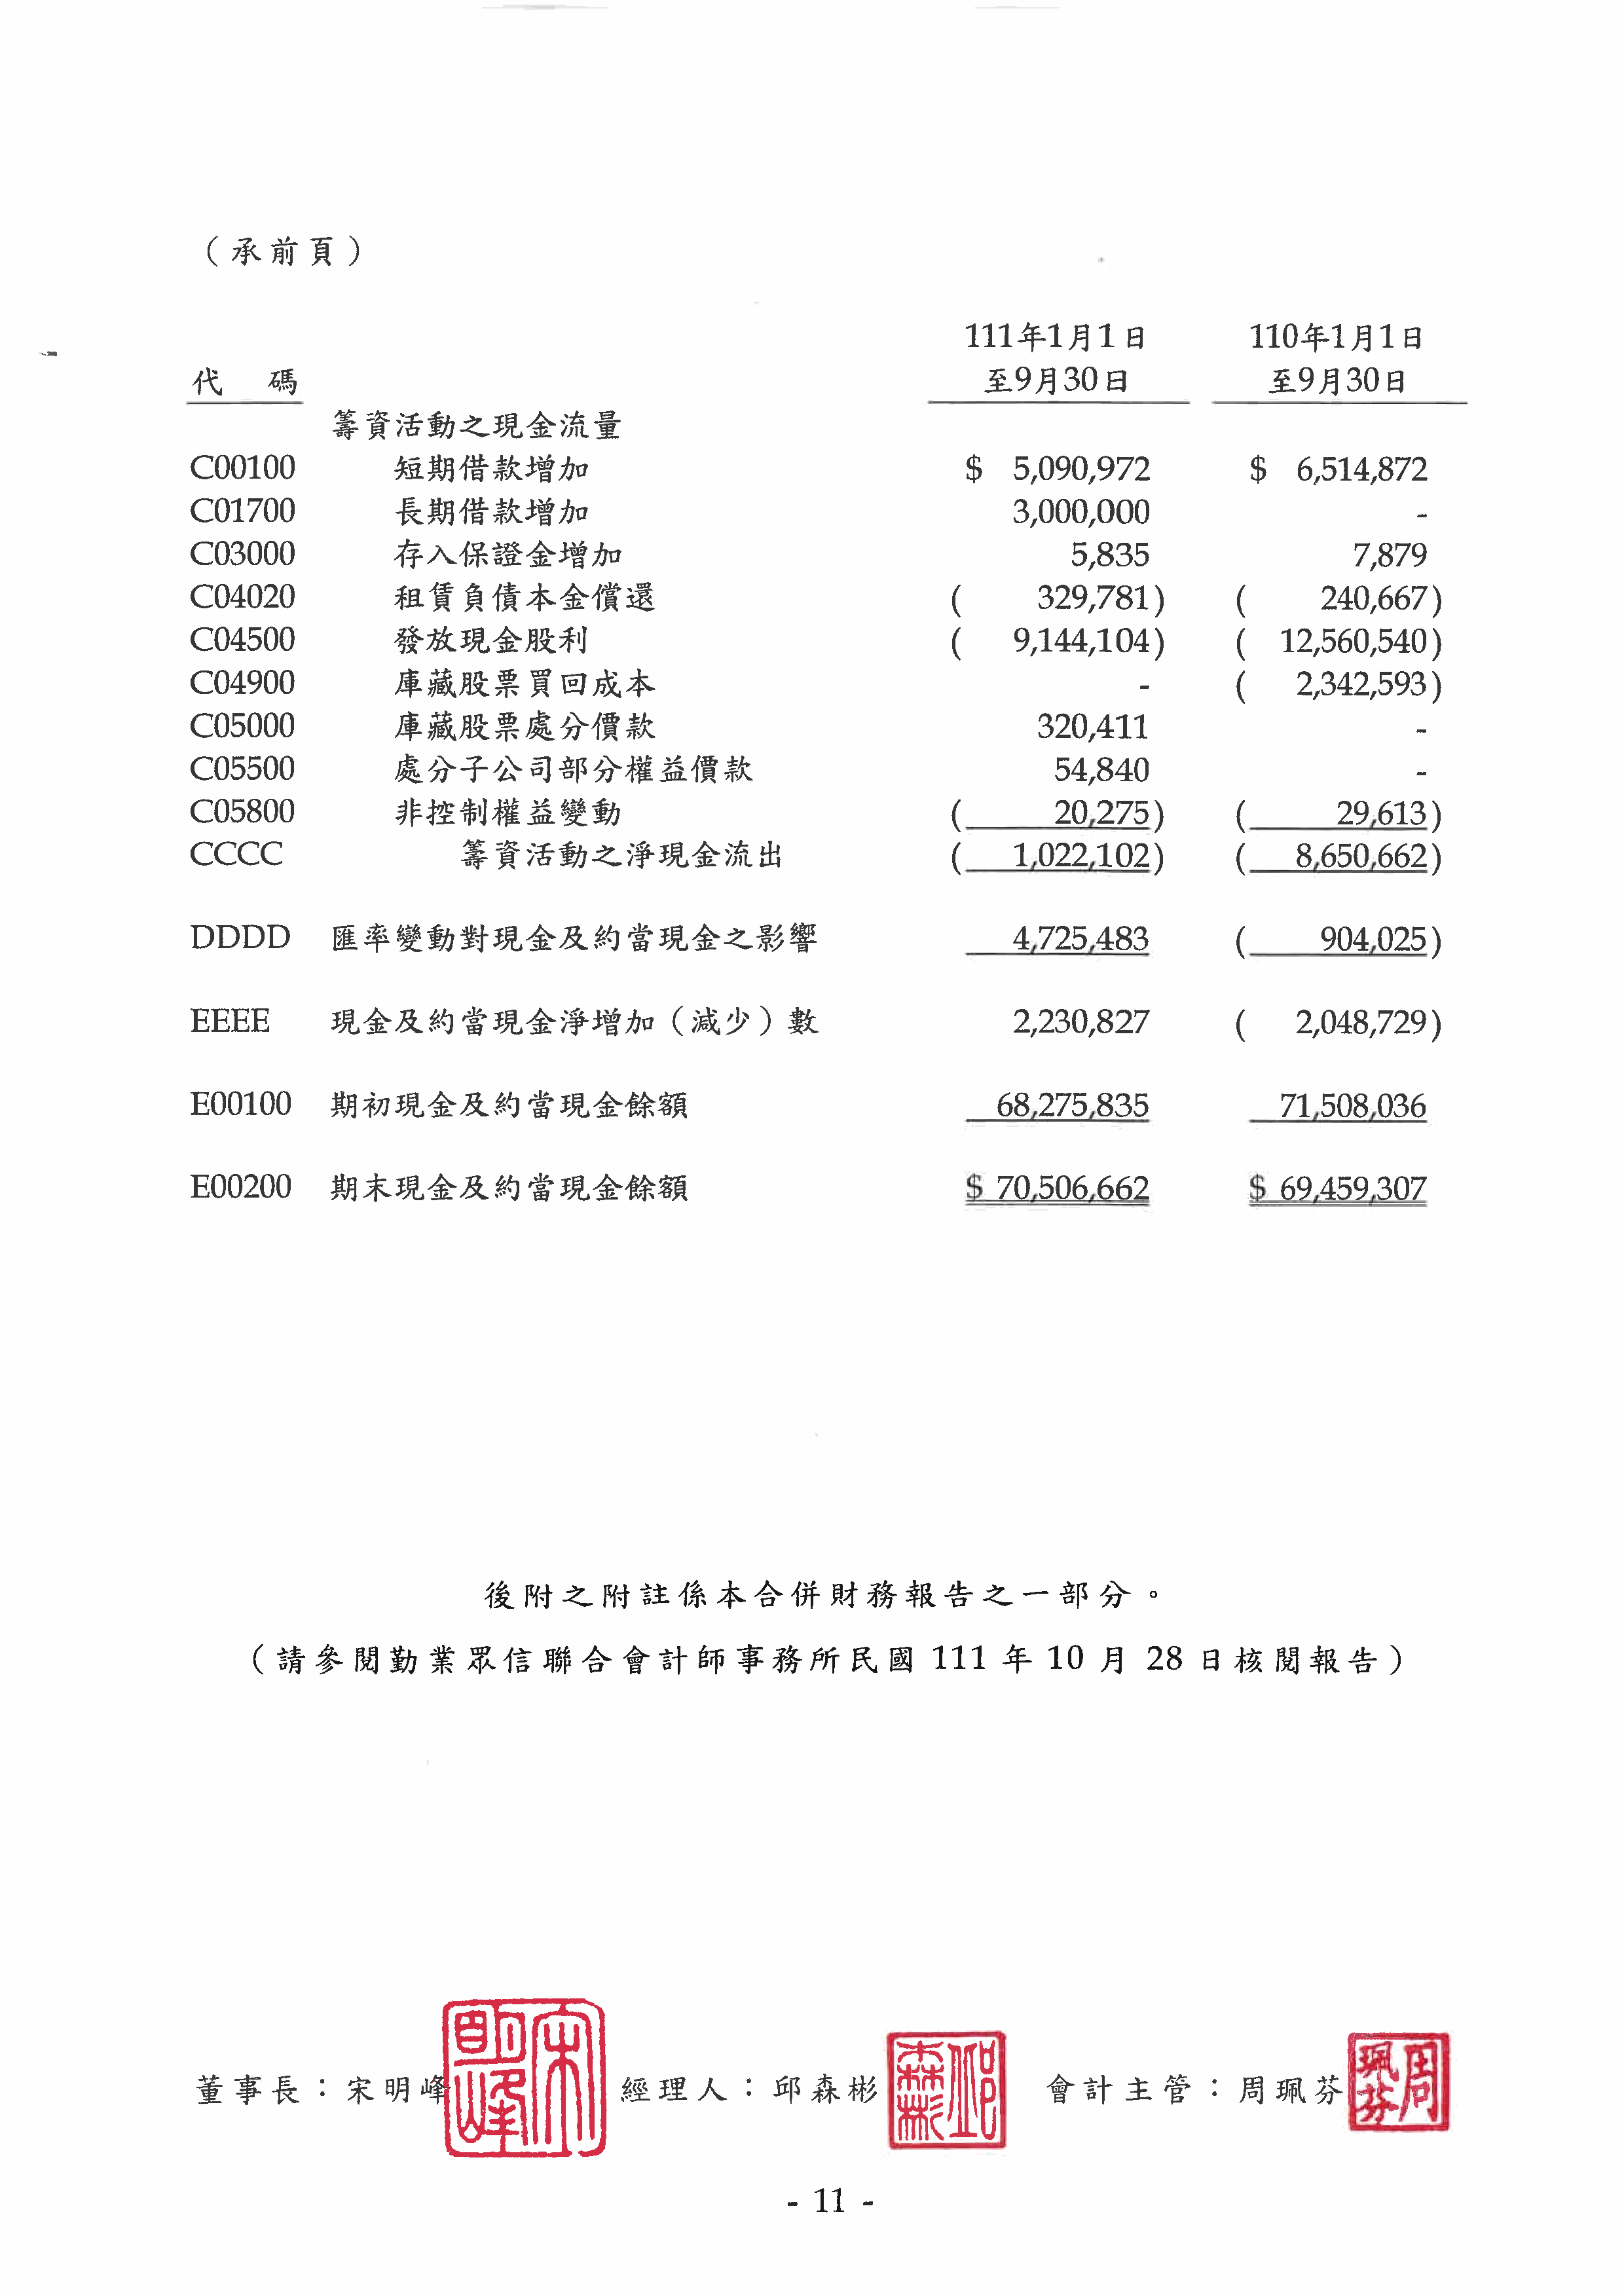 （承前頁）
111年1月1日 110年1月1日
代 碼 至9月30日 至9月30日
籌資活動之現金流量
C00100 短期借款增加 $ 5,090,972 $ 6,514,872
C01700 長期借款增加 3,000,000 -
C03000 存入保證金增加 5,835 7,879
C04020 租賃負債本金償還 ( 329,781) ( 240,667)
C04500 發放現金股利 ( 9,144,104) ( 12,560,540)
C04900 庫藏股票買回成本 - ( 2,342,593)
C05000 庫藏股票處分價款 320,411 -
C05500 處分子公司部分權益價款 54,840 -
C05800 非控制權益變動 ( 20,275) ( 29,613)
CCCC 籌資活動之淨現金流出 ( 1,022,102) ( 8,650,662)
DDDD 匯率變動對現金及約當現金之影響 4,725,483 ( 904,025)
EEEE 現金及約當現金淨增加（減少）數 2,230,827 ( 2,048,729)
E00100 期初現金及約當現金餘額 68,275,835 71,508,036
E00200 期末現金及約當現金餘額 $ 70,506,662 $ 69,459,307
後附之附註係本合併財務報告之一部分。
（請參閱勤業眾信聯合會計師事務所民國 111 年 10 月 28 日核閱報告）
董事長：宋明峰 經理人：邱森彬 會計主管：周珮芬
- 11 -